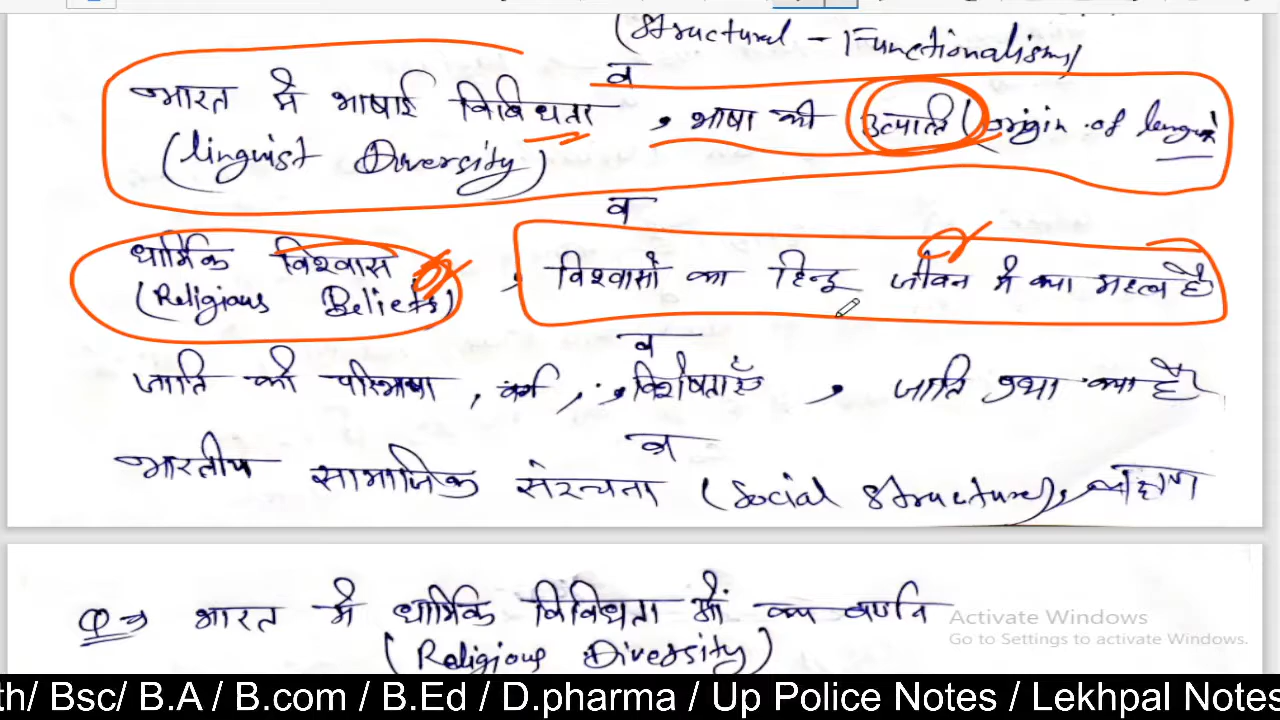 (Structural - Functionalism)
व
भारत में भाषाई विविधता , भाषा की उत्पत्ति (origin of
(linguist Diversity)
व
धार्मिक विश्वास , विश्वासों का हिन्दू जीवन में क्या महत्व है
(Religious Beliefs)
व
जाति की परिभाषा , वर्ग , , विशेषताएँ , जाति प्रथा क्या है
व
भारतीय सामाजिक संरचना (Social Structure),
Q → भारत में धार्मिक विविधता ओं का वर्णन
(Religious Diversity)
Activate Windows
Go to Settings to activate Windows.
th/ Bsc/ B.A / B.com / B.Ed / D.pharma / Up Police Notes / Lekhpal Notes